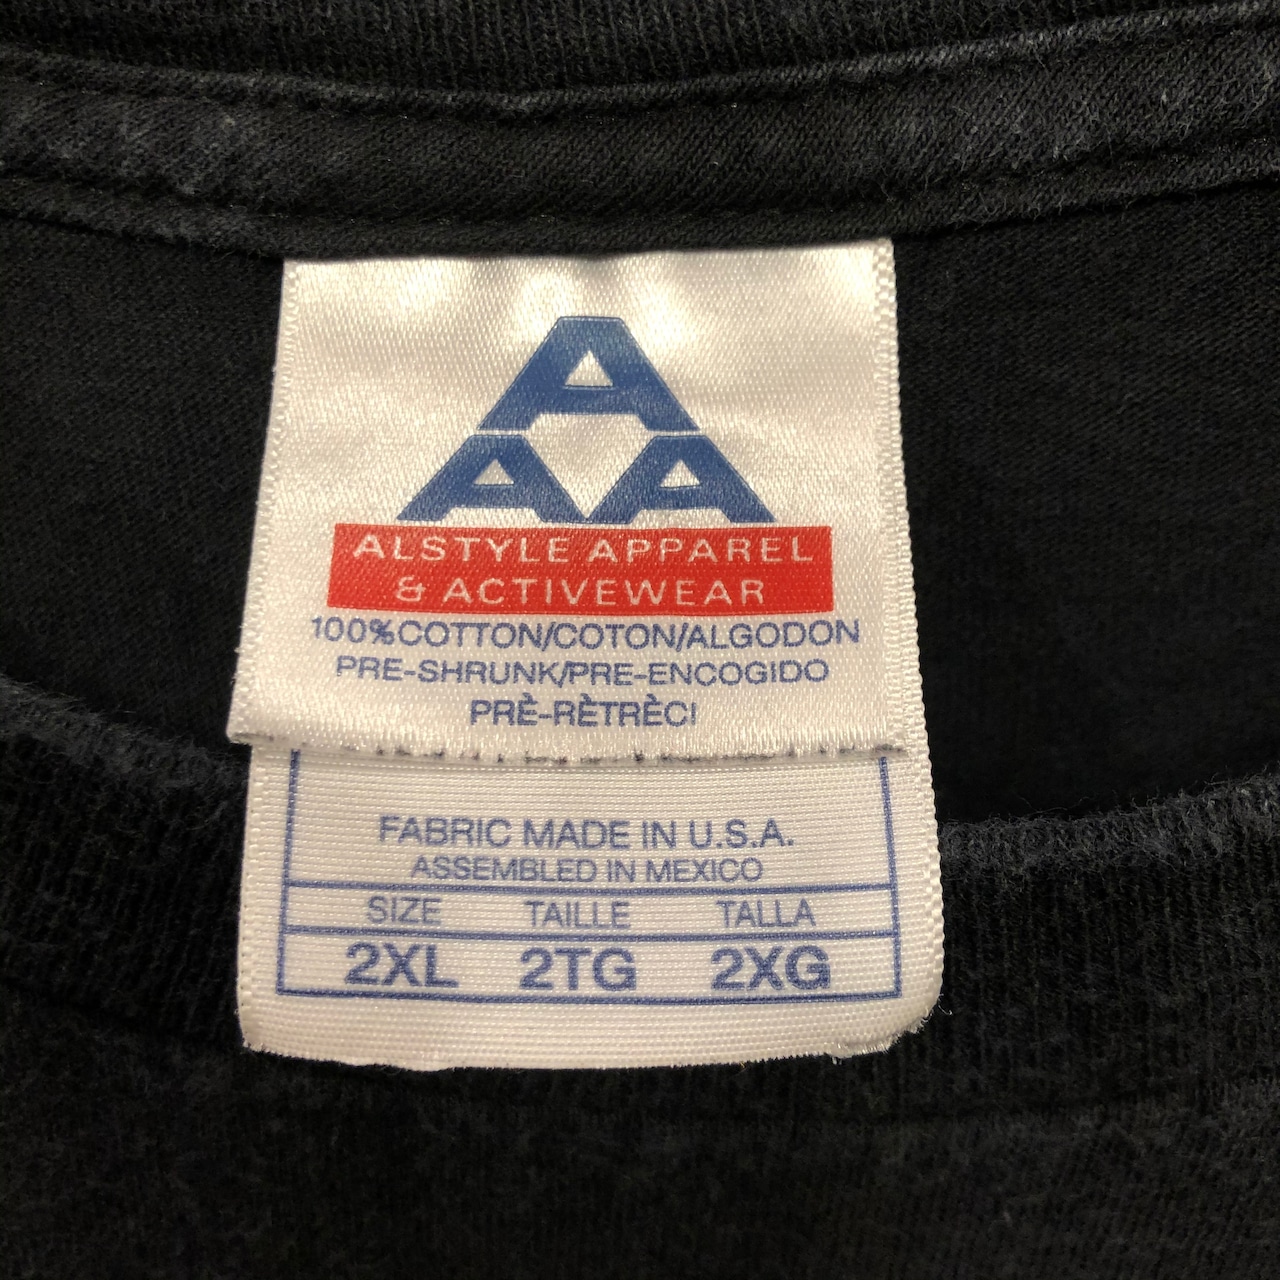 A
AA
ALSTYLE APPAREL
& ACTIVEWEAR
100%COTTON/COTON/ALGODON
PRE-SHRUNK/PRE-ENCOGIDO
PRÈ-RÈTRÈCI
FABRIC MADE IN U.S.A.
ASSEMBLED IN MEXICO
SIZE TAILLE TALLA
2XL 2TG 2XG